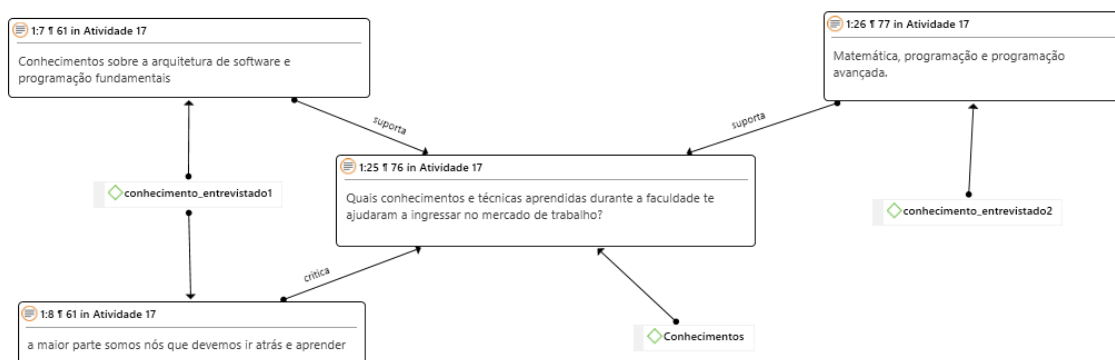 1:7 ¶ 61 in Atividade 17
Conhecimentos sobre a arquitetura de software e
programação fundamentais
1:26 ¶ 77 in Atividade 17
Matemática, programação e programação
avançada.
suporta
suporta
1:25 ¶ 76 in Atividade 17
Quais conhecimentos e técnicas aprendidas durante a faculdade te
ajudaram a ingressar no mercado de trabalho?
conhecimento_entrevistado1
conhecimento_entrevistado2
critica
1:8 ¶ 61 in Atividade 17
a maior parte somos nós que devemos ir atrás e aprender
Conhecimentos